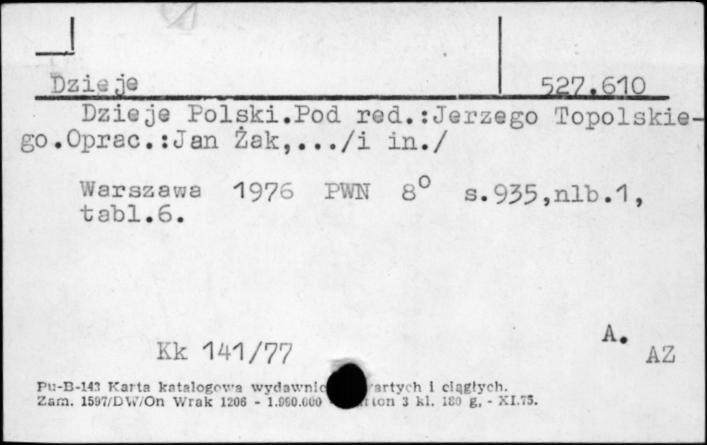 Dzieje 527.610
Dzieje Polski.Pod red.:Jerzego Topolskie-
go.Oprac.:Jan Żak,.../i in./
Warszawa 1976 PWN 8° s.935,nlb.1,
tabl.6.
A.
Kk 141/77 AZ
Pu-B-143 Karta katalogowa wydawnic artych i ciągłych.
Zam. 1597/DW/On Wrak 1206 - 1.990.000 rton 3 kl. 180 g, - XI.75.